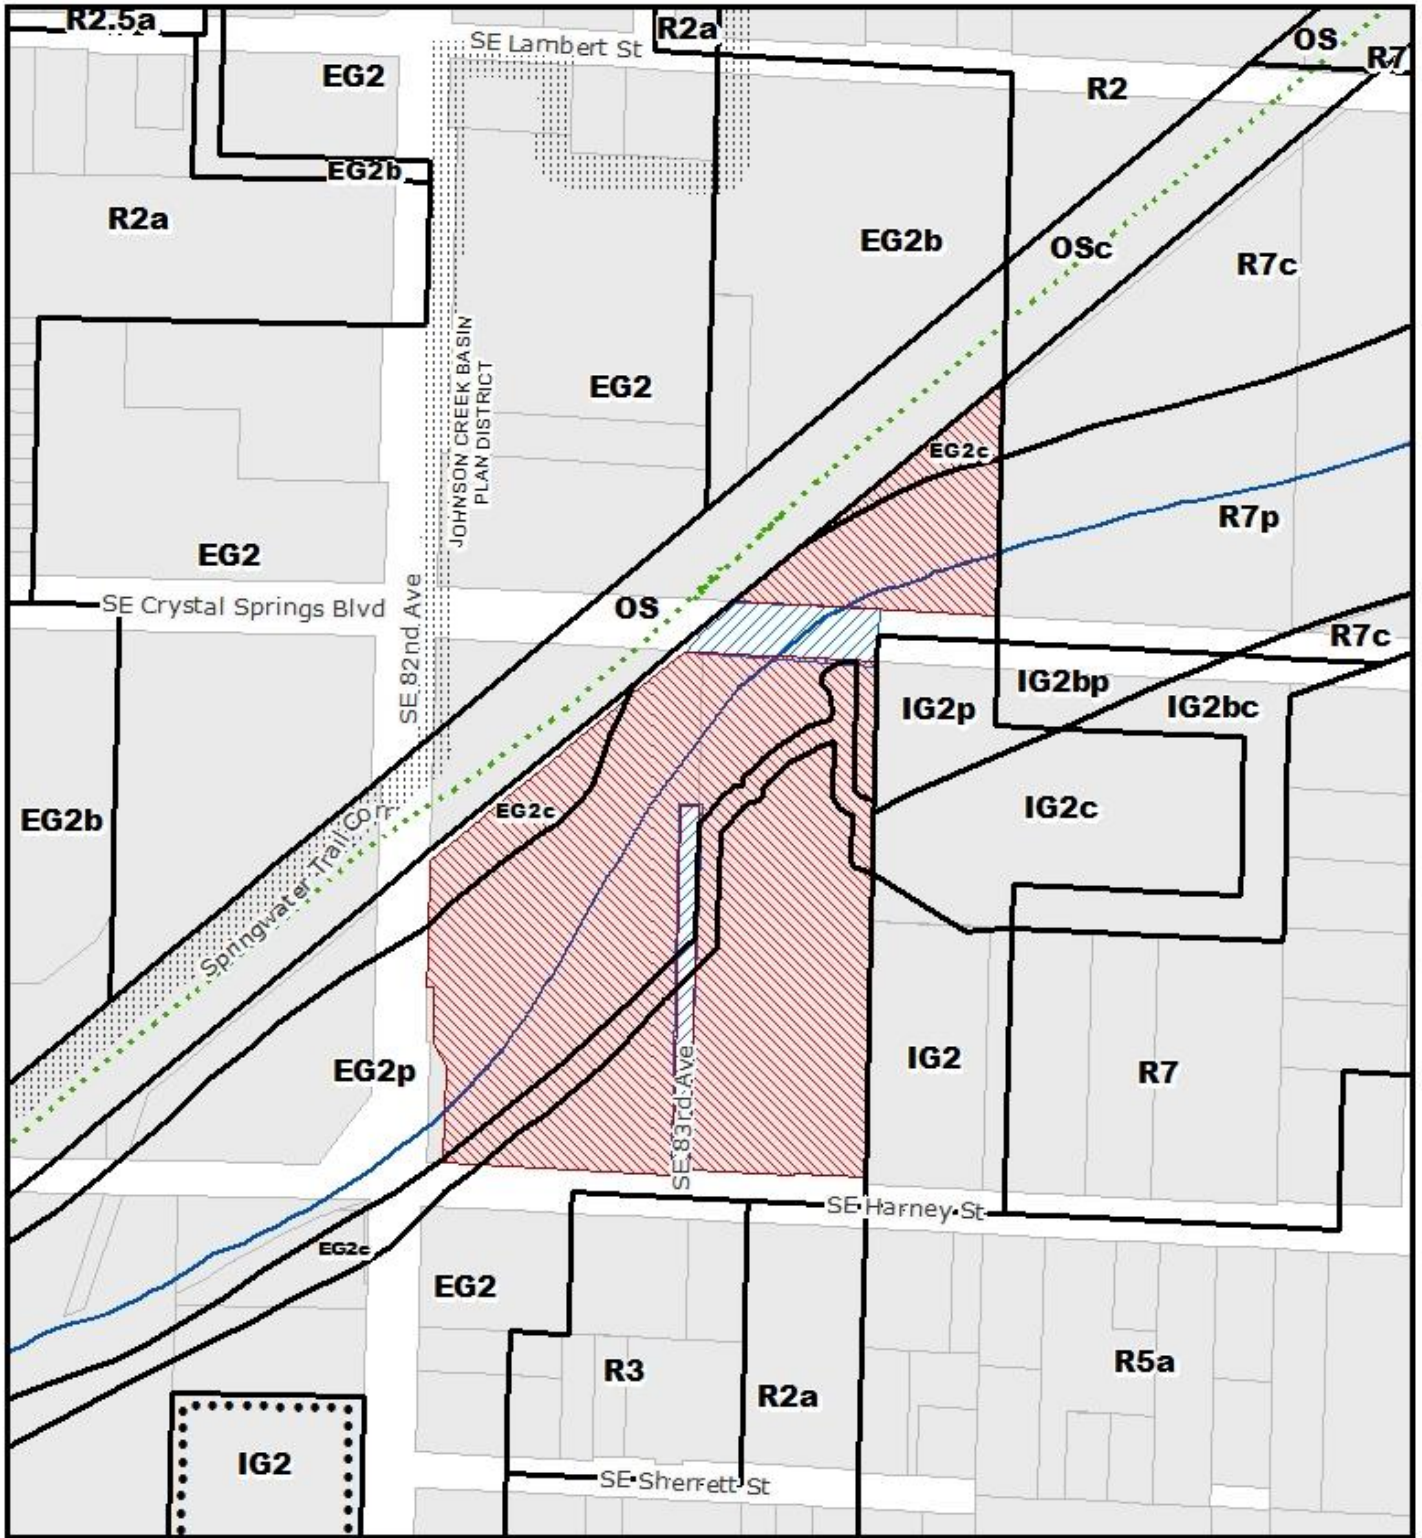 R2.5a
SE Lambert St
R2a
OS
R7
EG2
R2
EG2b
R2a
EG2b
OSc
R7c
JOHNSON CREEK BASIN
PLAN DISTRICT
EG2
EG2c
R7p
EG2
SE Crystal Springs Blvd
SE 82nd Ave
OS
R7c
IG2bp
IG2p
IG2bc
EG2b
EG2c
IG2c
Springwater Trail Corr
EG2p
IG2
R7
SE 83rd Ave
SE Harney St
EG2c
EG2
R3
R2a
R5a
IG2
SE Sherrett St